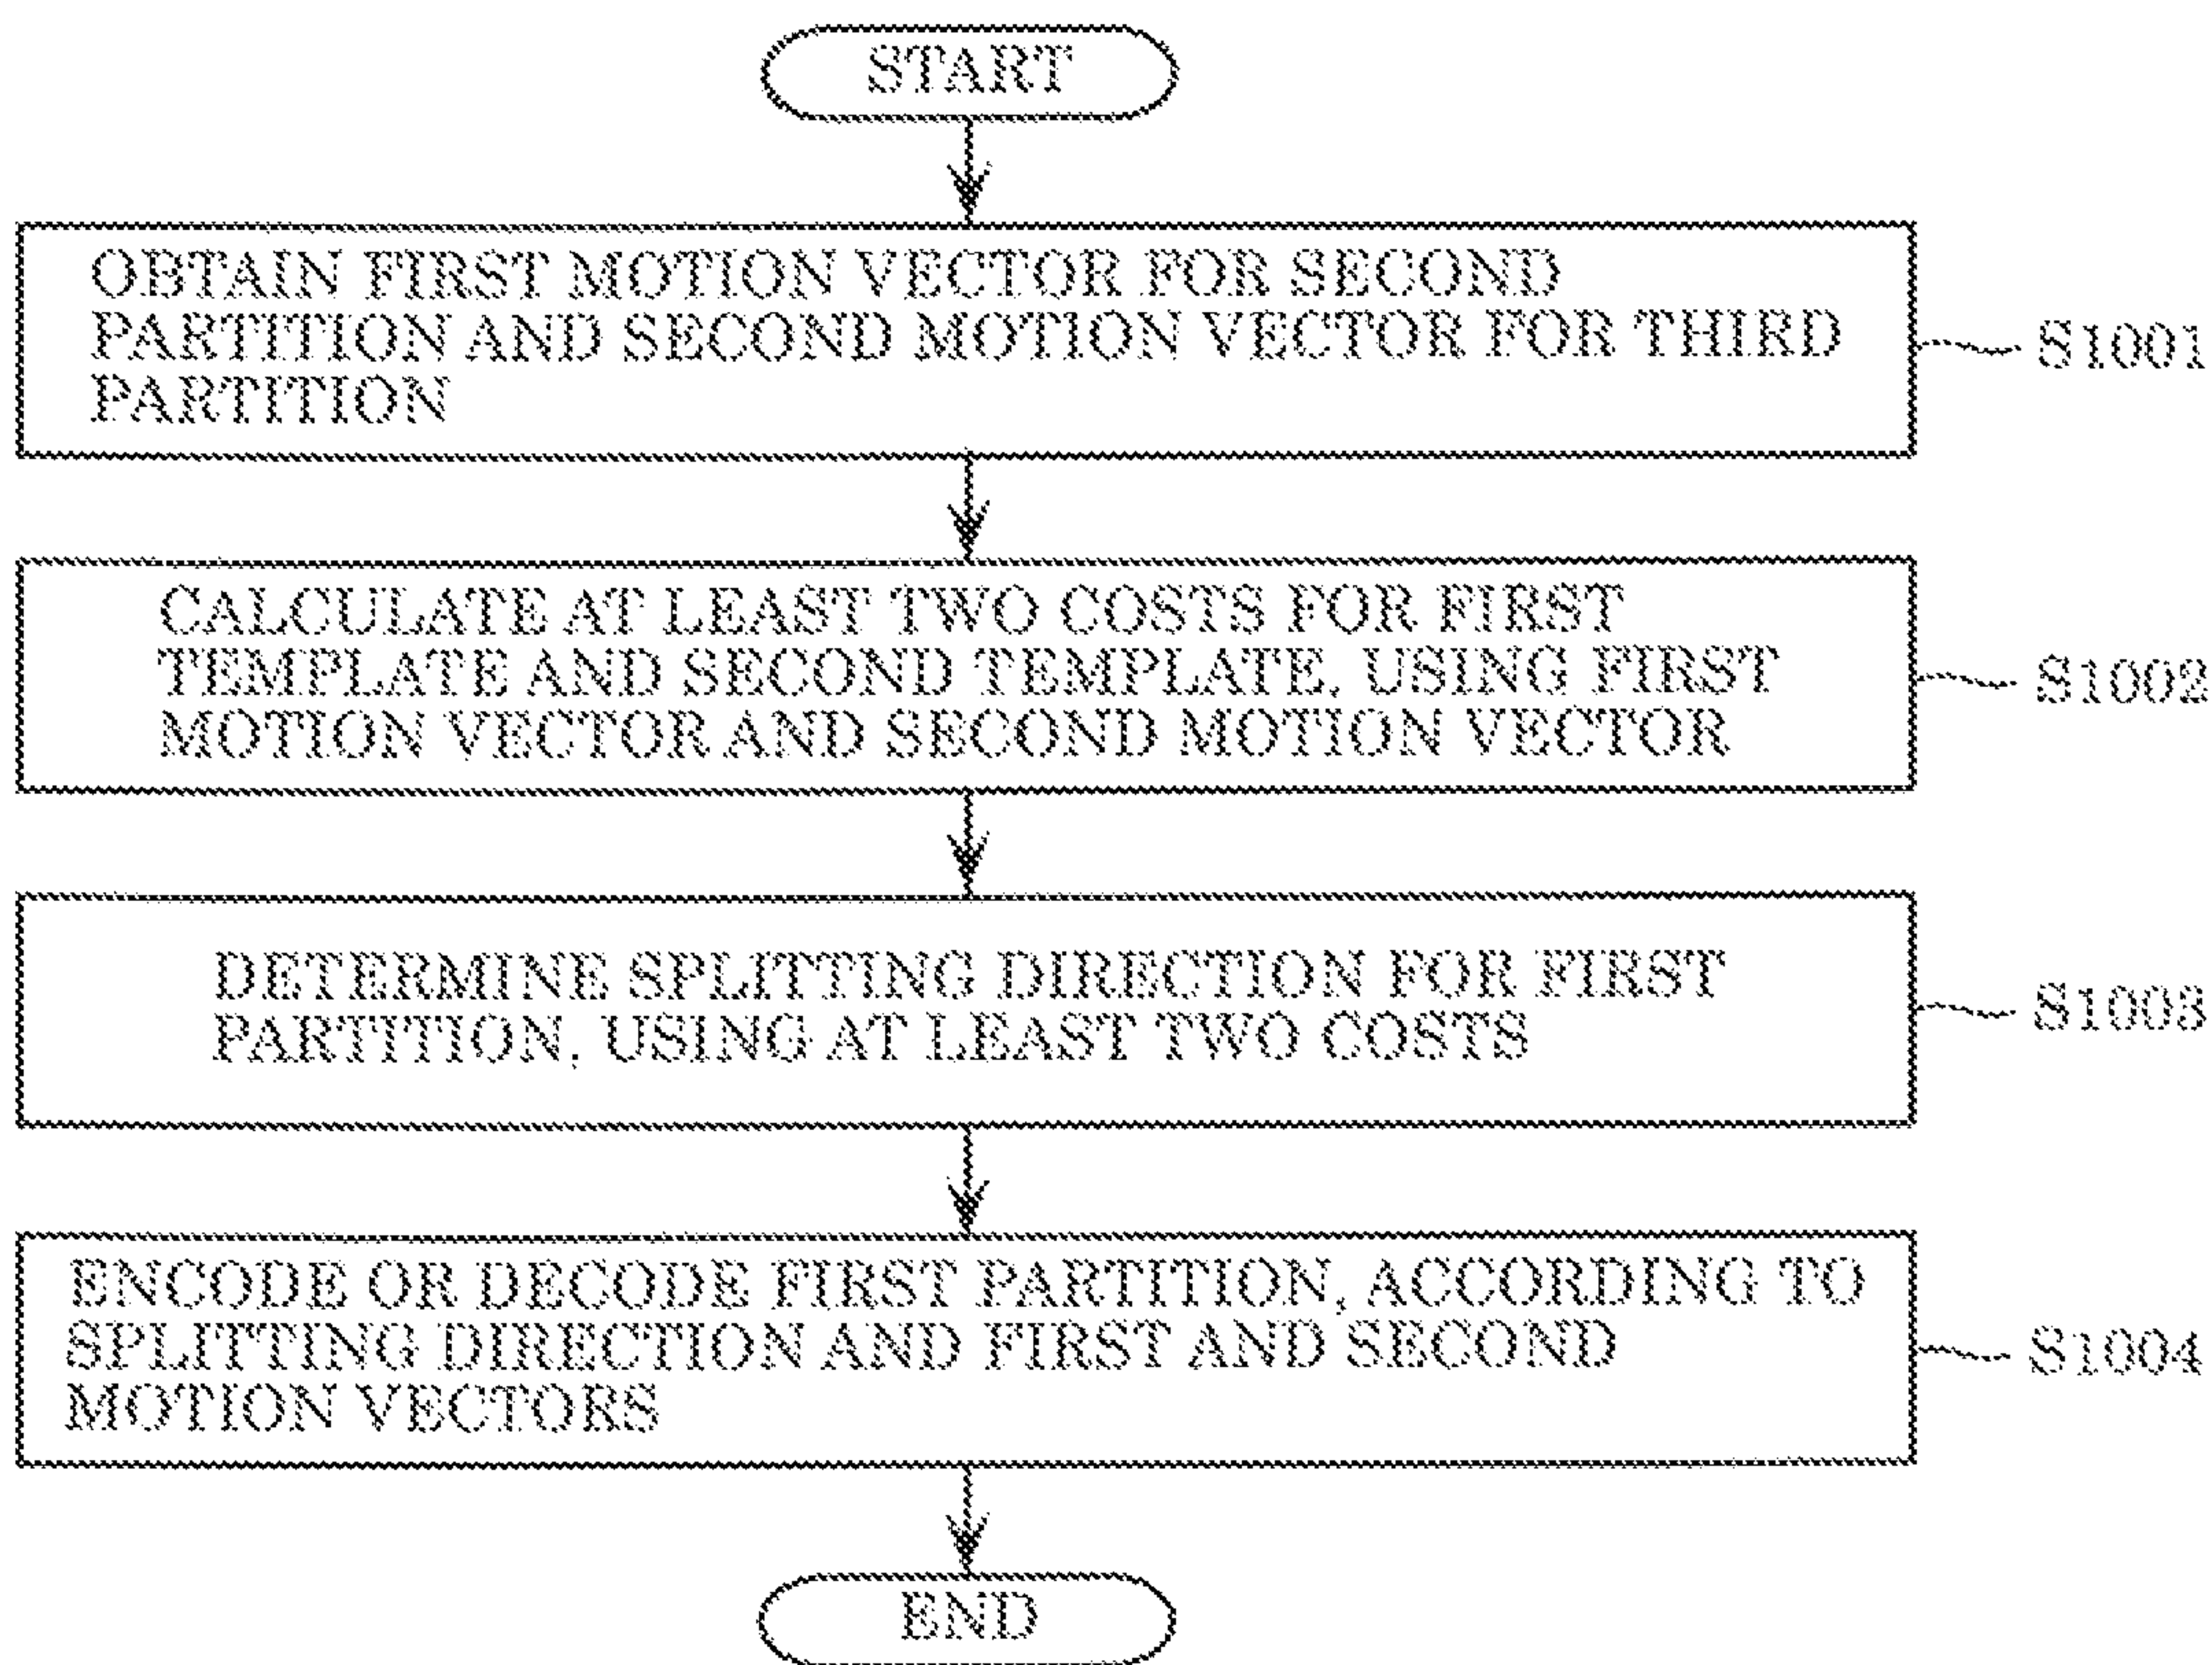 START
OBTAIN FIRST MOTION VECTOR FOR SECOND
PARTITION AND SECOND MOTION VECTOR FOR THIRD
PARTITION
S1001
CALCULATE AT LEAST TWO COSTS FOR FIRST
TEMPLATE AND SECOND TEMPLATE, USING FIRST
MOTION VECTOR AND SECOND MOTION VECTOR
S1002
DETERMINE SPLITTING DIRECTION FOR FIRST
PARTITION, USING AT LEAST TWO COSTS
S1003
ENCODE OR DECODE FIRST PARTITION, ACCORDING TO
SPLITTING DIRECTION AND FIRST AND SECOND
MOTION VECTORS
S1004
END